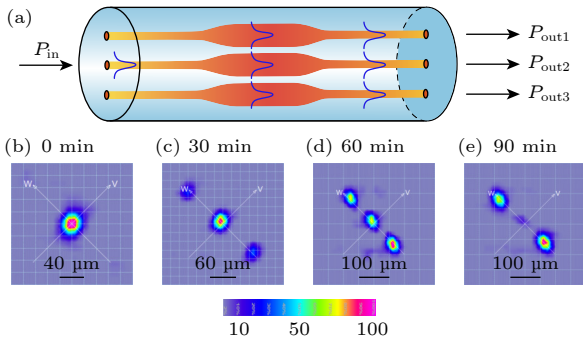 (a)
P_in
P_out1
P_out2
P_out3
(b) 0 min
(c) 30 min
(d) 60 min
(e) 90 min
W V
40 µm
W V
60 µm
W V
100 µm
W V
100 µm
10 50 100